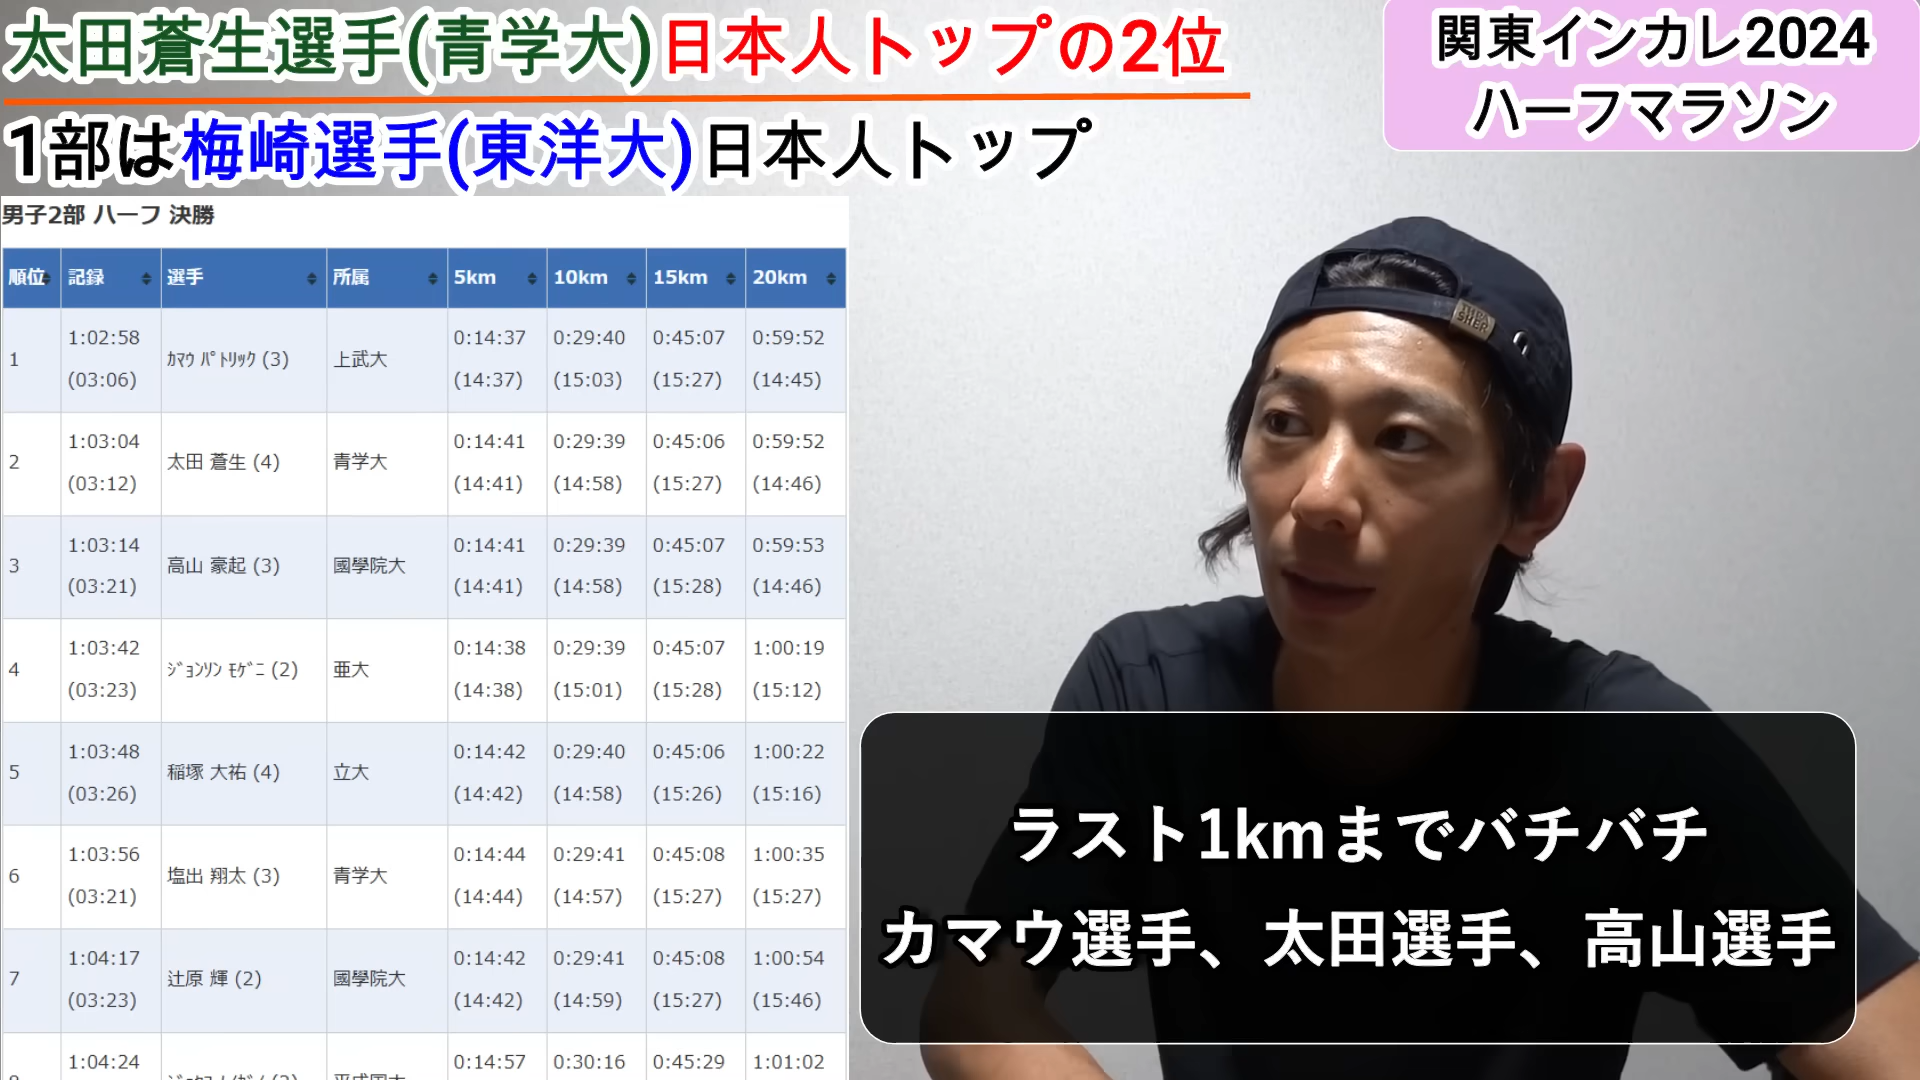 太田蒼生選手(青学大)日本人トップの2位
1部は梅崎選手(東洋大)日本人トップ
関東インカレ2024
ハーフマラソン
男子2部 ハーフ 決勝
順位 記録 選手 所属 5km 10km 15km 20km
1 1:02:58 (03:06) ｶﾏｳ ﾊﾟﾄﾘｯｸ (3) 上武大 0:14:37 (14:37) 0:29:40 (15:03) 0:45:07 (15:27) 0:59:52 (14:45)
2 1:03:04 (03:12) 太田 蒼生 (4) 青学大 0:14:41 (14:41) 0:29:39 (14:58) 0:45:06 (15:27) 0:59:52 (14:46)
3 1:03:14 (03:21) 高山 豪起 (3) 國學院大 0:14:41 (14:41) 0:29:39 (14:58) 0:45:07 (15:28) 0:59:53 (14:46)
4 1:03:42 (03:23) ｼﾞｮﾝｿﾝ ﾓｹﾞﾆ (2) 亜大 0:14:38 (14:38) 0:29:39 (15:01) 0:45:07 (15:28) 1:00:19 (15:12)
5 1:03:48 (03:26) 稲塚 大祐 (4) 立大 0:14:42 (14:42) 0:29:40 (14:58) 0:45:06 (15:26) 1:00:22 (15:16)
6 1:03:56 (03:21) 塩出 翔太 (3) 青学大 0:14:44 (14:44) 0:29:41 (14:57) 0:45:08 (15:27) 1:00:35 (15:27)
7 1:04:17 (03:23) 辻原 輝 (2) 國學院大 0:14:42 (14:42) 0:29:41 (14:59) 0:45:08 (15:27) 1:00:54 (15:46)
1:04:24 0:14:57 0:30:16 0:45:29 1:01:02
ラスト1kmまでバチバチ
カマウ選手、太田選手、高山選手